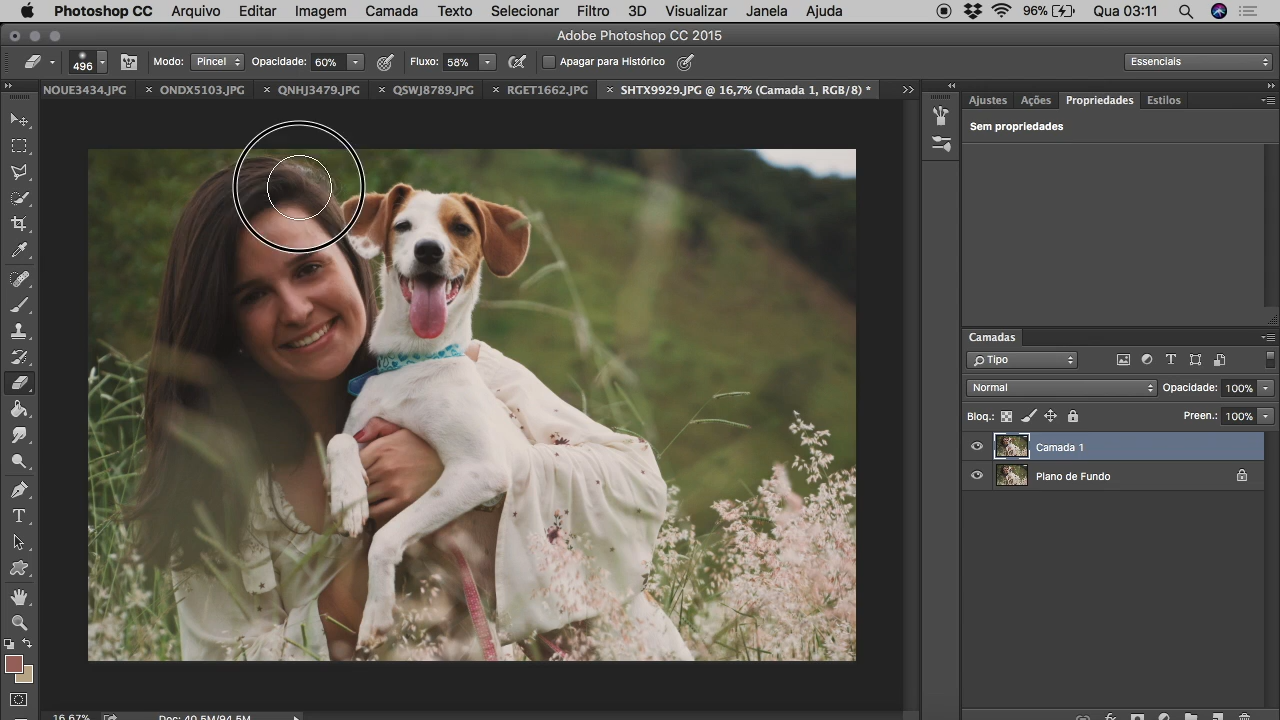 Photoshop CC Arquivo Editar Imagem Camada Texto Selecionar Filtro 3D Visualizar Janela Ajuda 96% Qua 03:11
Adobe Photoshop CC 2015
496 Modo: Pincel Opacidade: 60% Fluxo: 58% Apagar para Histórico Essenciais
NOUE3434.JPG × ONDX5103.JPG × QNHJ3479.JPG × QSWJ8789.JPG × RGET1662.JPG × SHTX9929.JPG @ 16,7% (Camada 1, RGB/8) *
Ajustes Ações Propriedades Estilos
Sem propriedades
Camadas
Tipo
Normal Opacidade: 100%
Bloq.: Preen.: 100%
Camada 1
Plano de Fundo
16,67% Doc: 40,5M/94,5M